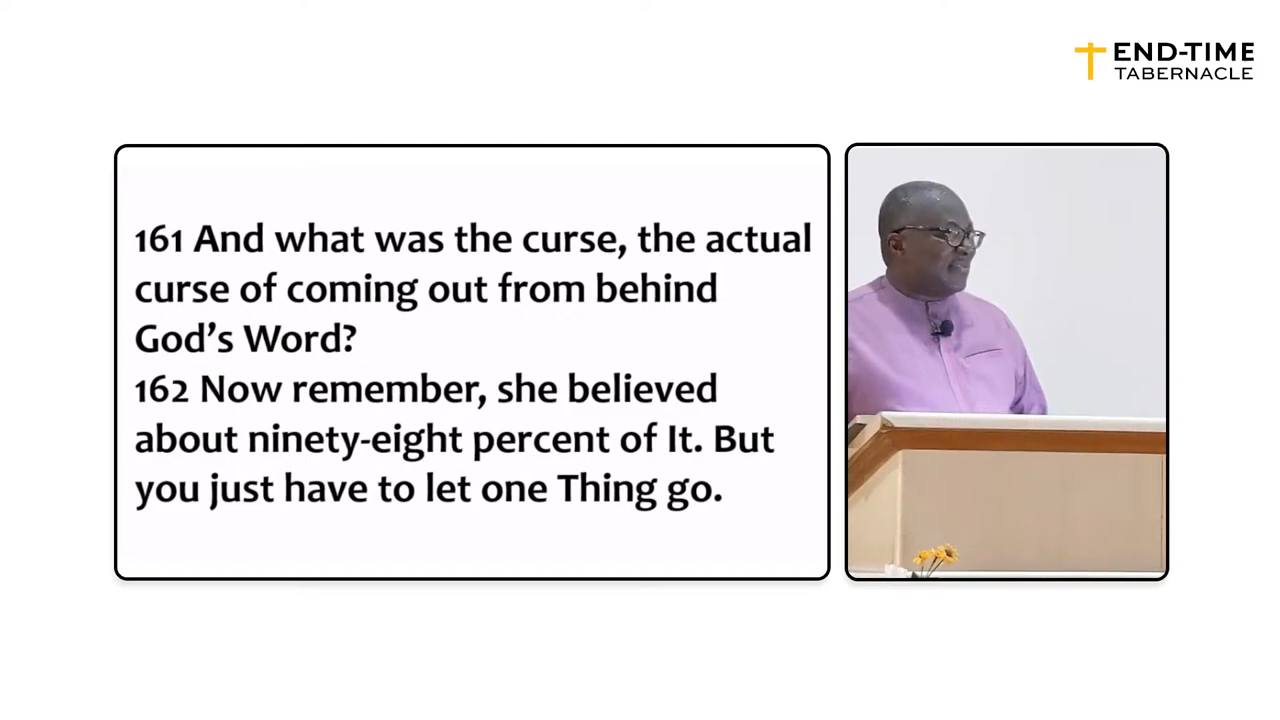 END-TIME
TABERNACLE
161 And what was the curse, the actual
curse of coming out from behind
God’s Word?
162 Now remember, she believed
about ninety-eight percent of It. But
you just have to let one Thing go.